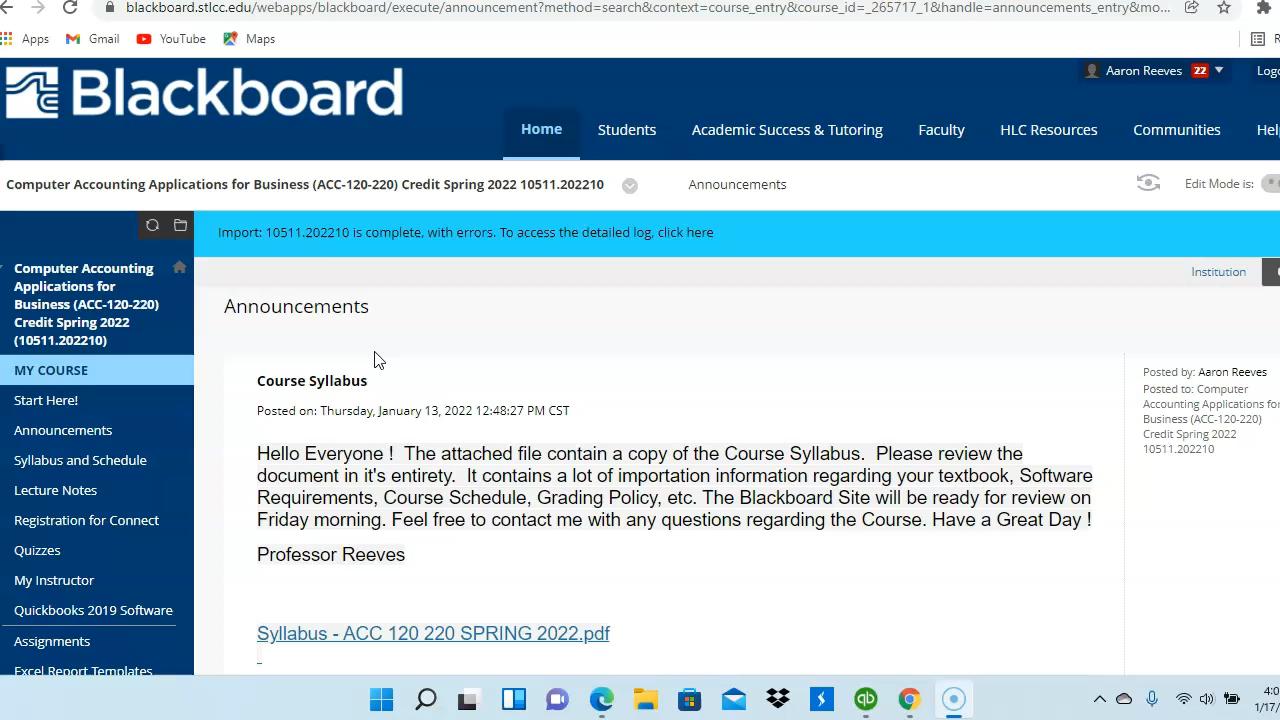 blackboard.stlcc.edu/webapps/blackboard/execute/announcement?method=search&context=course_entry&course_id=_265717_1&handle=announcements_entry&mo...
Apps Gmail YouTube Maps R
Blackboard
Aaron Reeves 22 Logo
Home Students Academic Success & Tutoring Faculty HLC Resources Communities Help
Computer Accounting Applications for Business (ACC-120-220) Credit Spring 2022 10511.202210 Announcements Edit Mode is:
Import: 10511.202210 is complete, with errors. To access the detailed log, click here
Institution
Computer Accounting
Applications for
Business (ACC-120-220)
Credit Spring 2022
(10511.202210)
MY COURSE
Start Here!
Announcements
Syllabus and Schedule
Lecture Notes
Registration for Connect
Quizzes
My Instructor
Quickbooks 2019 Software
Assignments
Excel Report Templates
Announcements
Course Syllabus
Posted on: Thursday, January 13, 2022 12:48:27 PM CST
Hello Everyone !  The attached file contain a copy of the Course Syllabus.  Please review the
document in it's entirety.  It contains a lot of importation information regarding your textbook, Software
Requirements, Course Schedule, Grading Policy, etc. The Blackboard Site will be ready for review on
Friday morning. Feel free to contact me with any questions regarding the Course. Have a Great Day !
Professor Reeves
Syllabus - ACC 120 220 SPRING 2022.pdf
Posted by: Aaron Reeves
Posted to: Computer
Accounting Applications for
Business (ACC-120-220)
Credit Spring 2022
10511.202210
4:0
1/17/